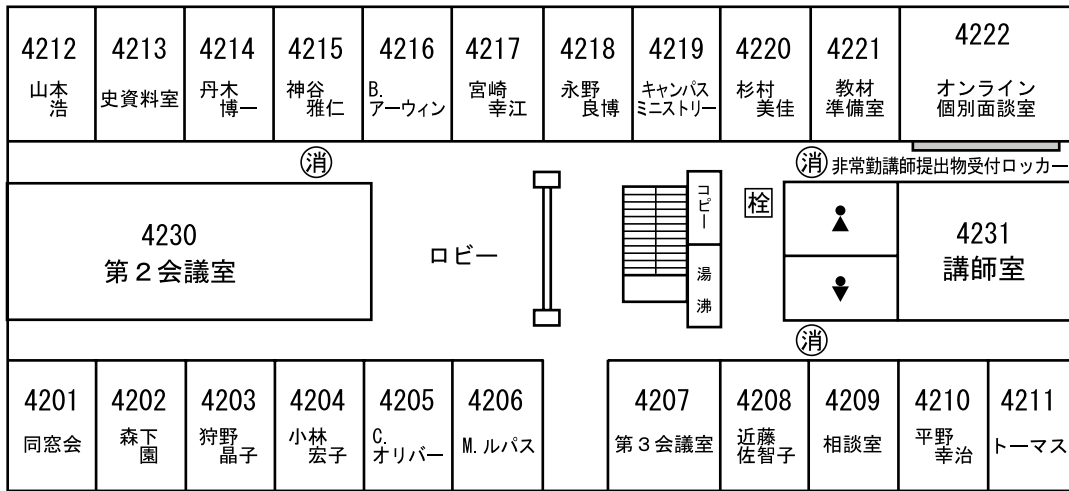 4212
山本
浩
4213
史資料室
4214
丹木
博一
4215
神谷
雅仁
4216
B.
アーウィン
4217
宮崎
幸江
4218
永野
良博
4219
キャンパス
ミニストリー
4220
杉村
美佳
4221
教材
準備室
4222
オンライン
個別面談室
消
消
非常勤講師提出物受付ロッカー
4230
第2会議室
ロビー
コピー
湯沸
栓
4231
講師室
消
4201
同窓会
4202
森下
園
4203
狩野
晶子
4204
小林
宏子
4205
C.
オリバー
4206
M.ルパス
4207
第3会議室
4208
近藤
佐智子
4209
相談室
4210
平野
幸治
4211
トーマス